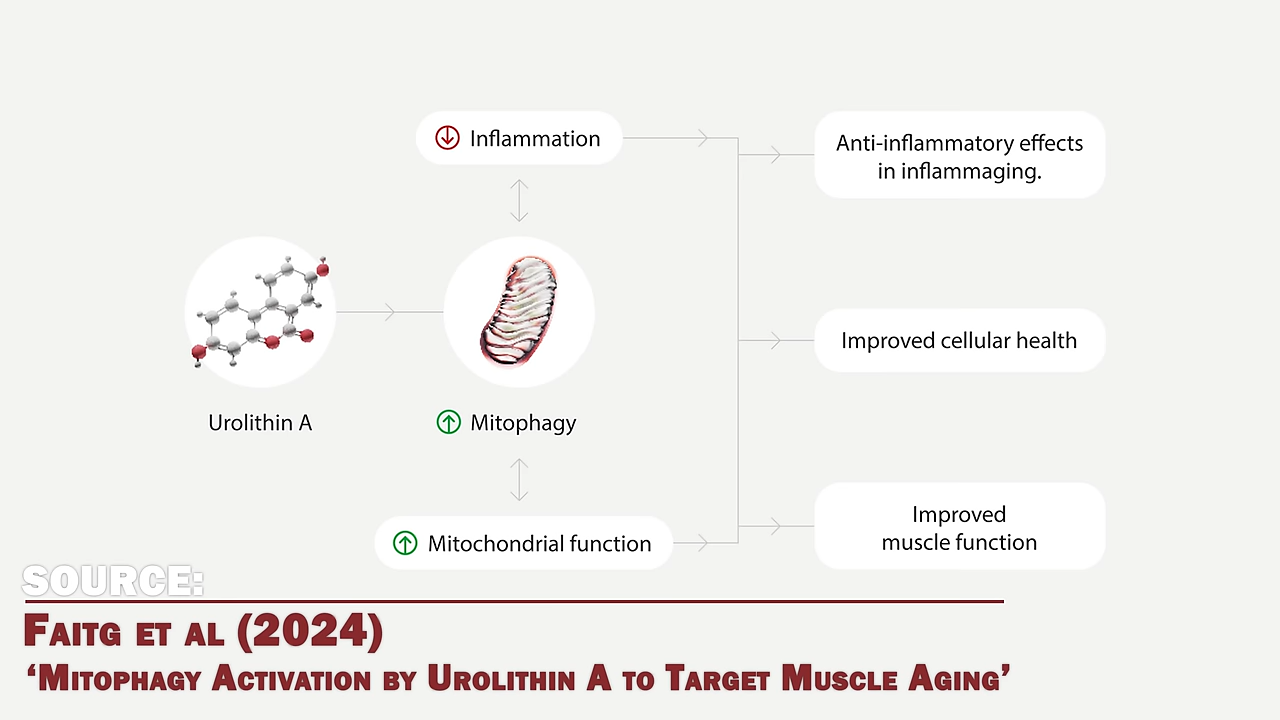 Inflammation
Anti-inflammatory effects
in inflammaging.
Improved cellular health
Urolithin A
Mitophagy
Improved
muscle function
Mitochondrial function
SOURCE:
FAITG ET AL (2024)
‘MITOPHAGY ACTIVATION BY UROLITHIN A TO TARGET MUSCLE AGING’